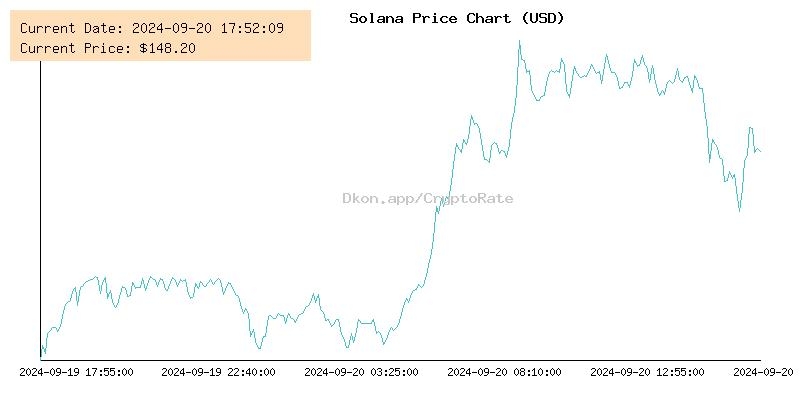 Solana Price Chart (USD)
Current Date: 2024-09-20 17:52:09
Current Price: $148.20
Dkon.app/CryptoRate
2024-09-19 17:55:00 2024-09-19 22:40:00 2024-09-20 03:25:00 2024-09-20 08:10:00 2024-09-20 12:55:00 2024-09-20